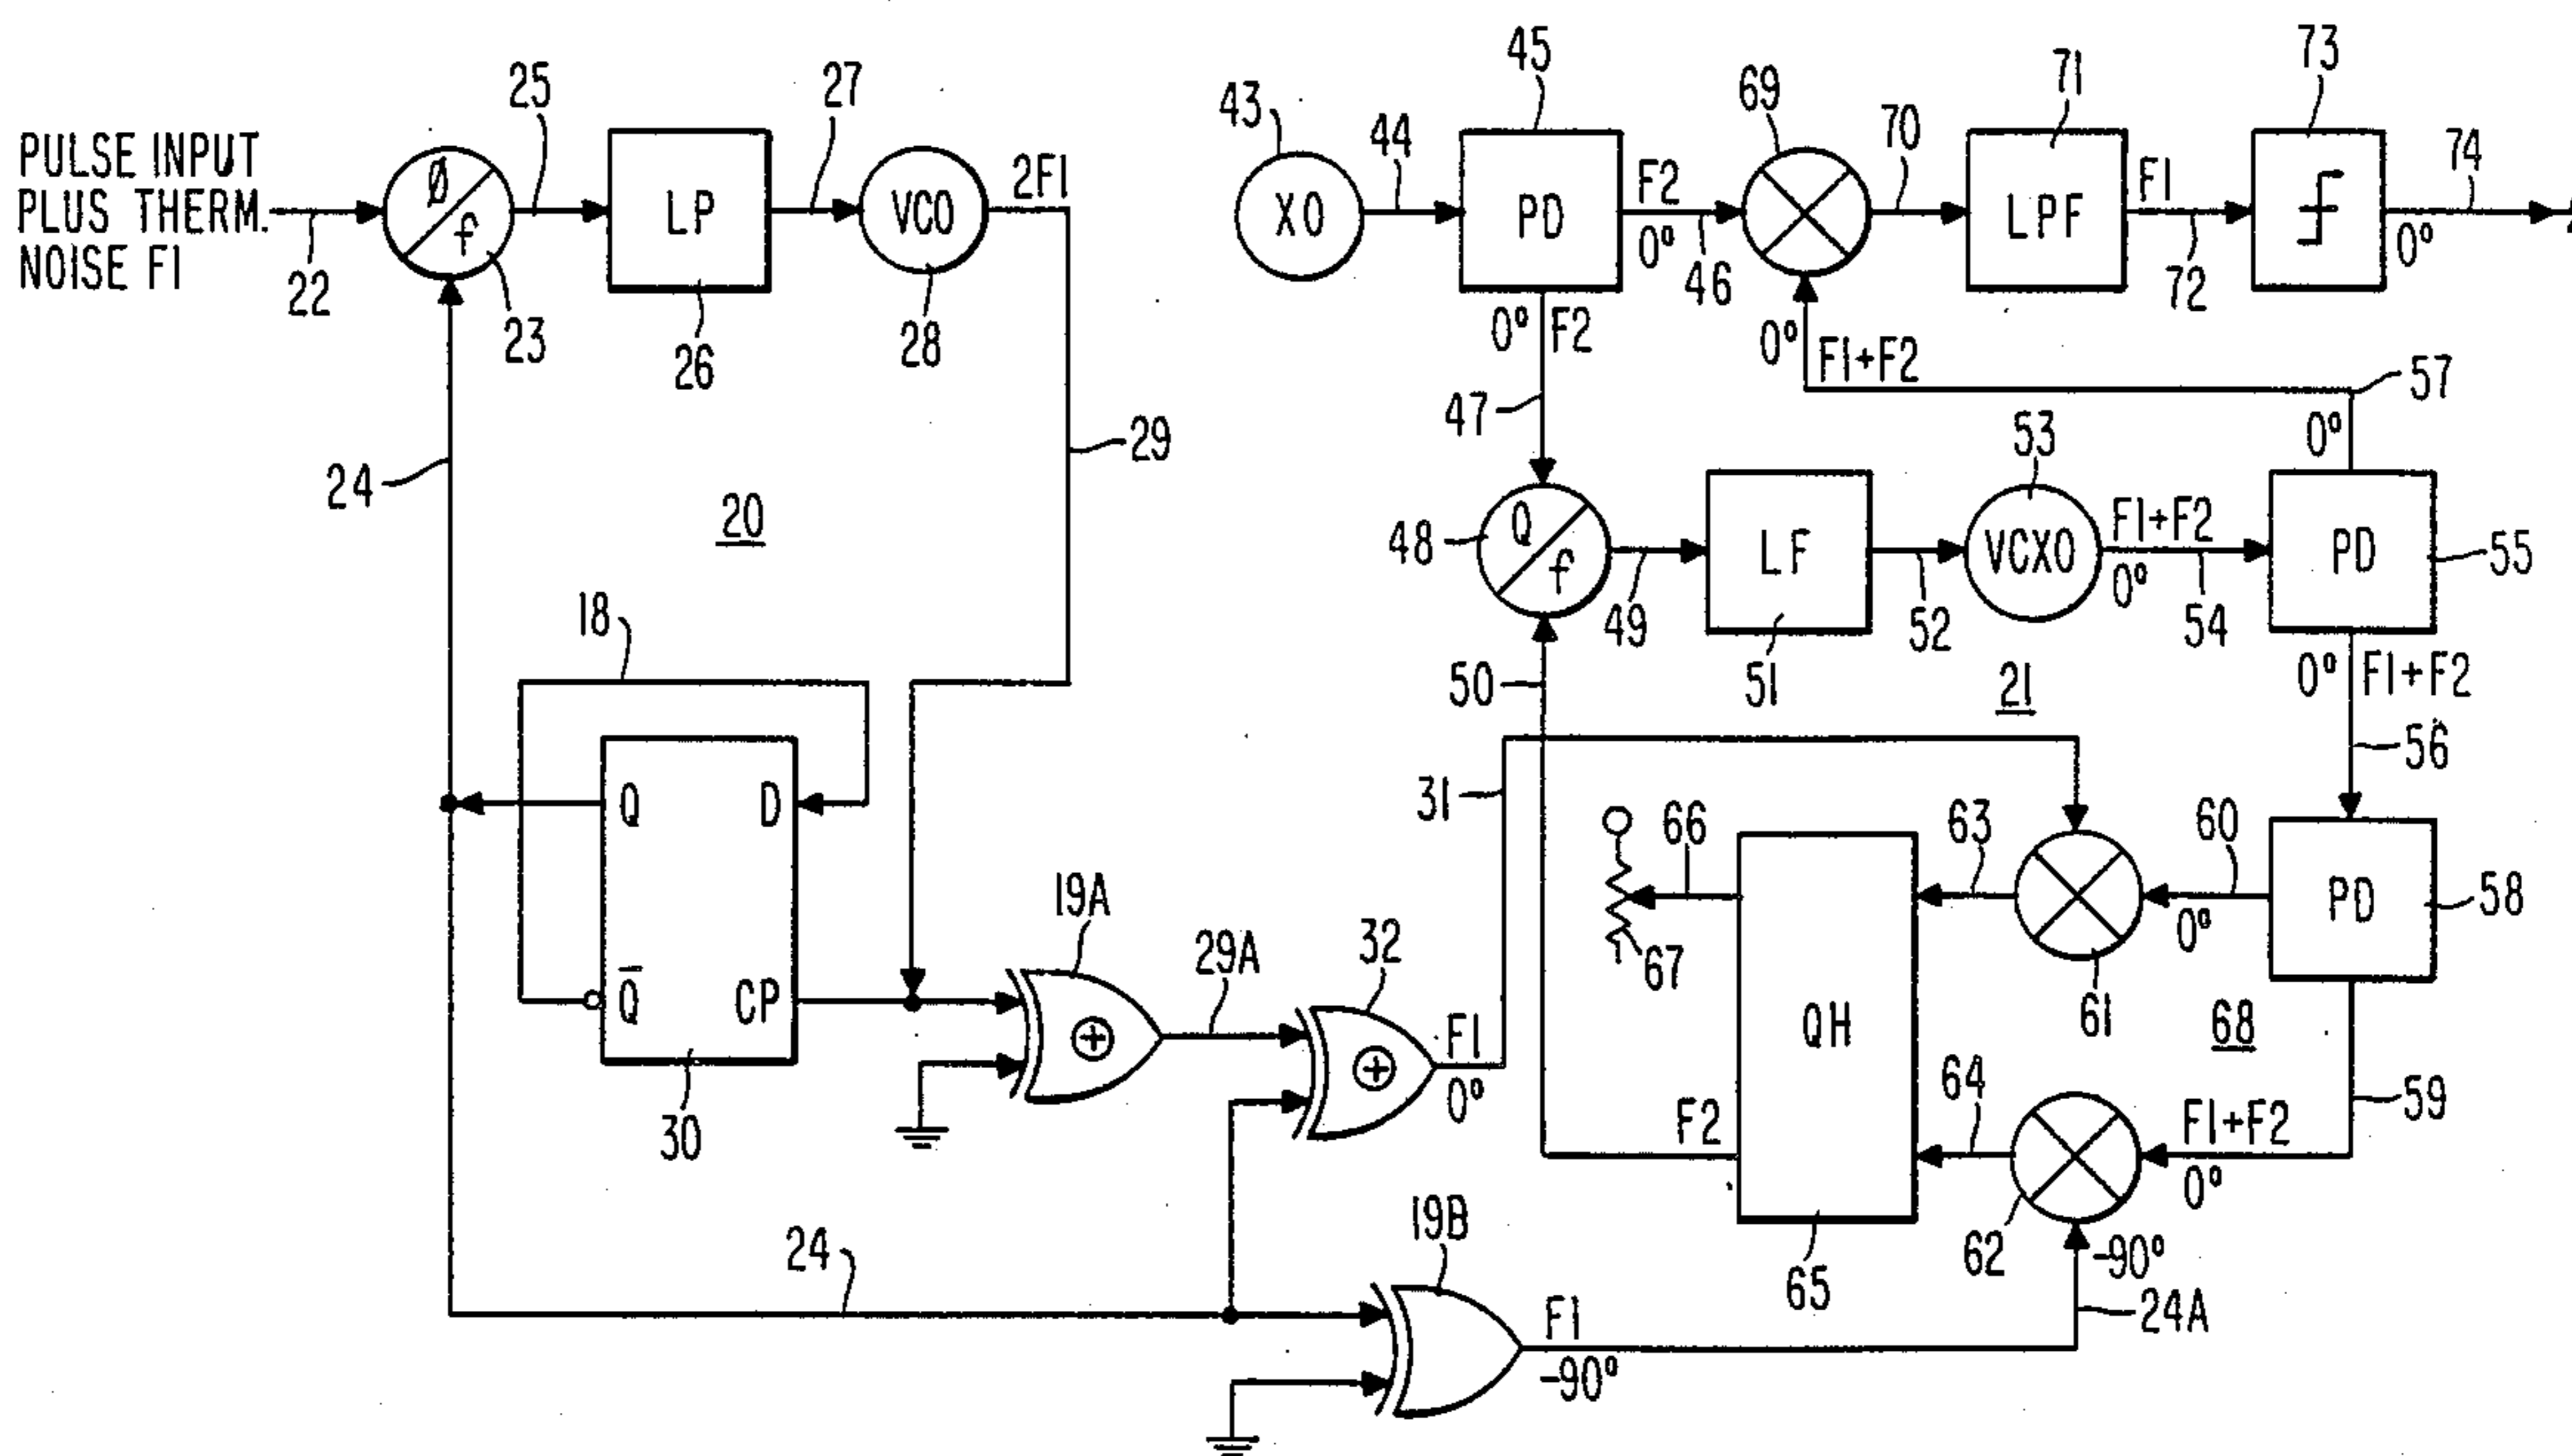 PULSE INPUT
PLUS THERM.
NOISE F1
22
Ø
f
23
25
LP
26
27
VCO
28
2F1
29
24
20
18
Q
D
Q̅
CP
30
19A
29A
32
F1
0°
31
24
19B
F1
-90°
24A
43
XO
44
45
PD
F2
0°
46
69
70
71
LPF
F1
72
73
0°
74
0°
F2
47
0°
F1+F2
57
0°
48
Q
f
49
LF
51
52
53
VCXO
F1+F2
0°
54
PD
55
50
21
0°
F1+F2
56
66
67
QH
65
63
61
60
0°
PD
58
68
F2
64
62
F1+F2
0°
59
-90°